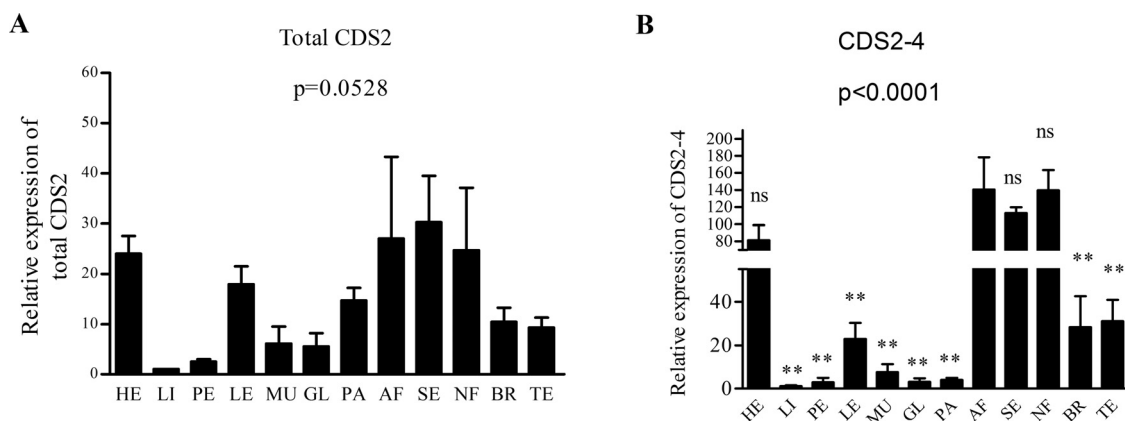 A
Total CDS2
p=0.0528
Relative expression of
total CDS2
60
50
40
30
20
10
0
HE LI PE LE MU GL PA AF SE NF BR TE
B
CDS2-4
p<0.0001
Relative expression of CDS2-4
200
180
160
140
120
100
80
40
20
0
ns
**
**
**
**
**
**
ns
ns
**
**
HE LI PE LE MU GL PA AF SE NF BR TE